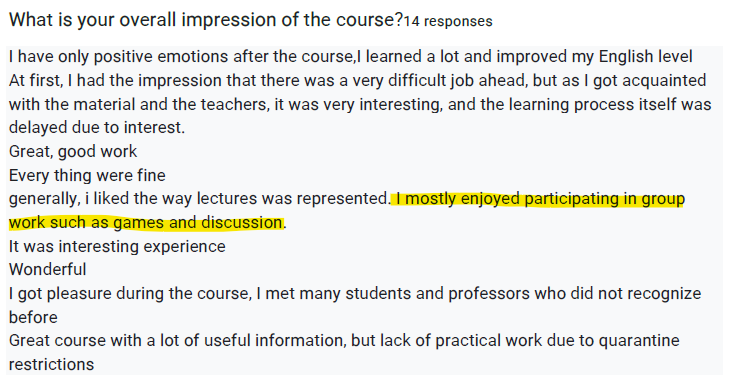 What is your overall impression of the course?14 responses
I have only positive emotions after the course,I learned a lot and improved my English level
At first, I had the impression that there was a very difficult job ahead, but as I got acquainted
with the material and the teachers, it was very interesting, and the learning process itself was
delayed due to interest.
Great, good work
Every thing were fine
generally, i liked the way lectures was represented. I mostly enjoyed participating in group
work such as games and discussion.
It was interesting experience
Wonderful
I got pleasure during the course, I met many students and professors who did not recognize
before
Great course with a lot of useful information, but lack of practical work due to quarantine
restrictions